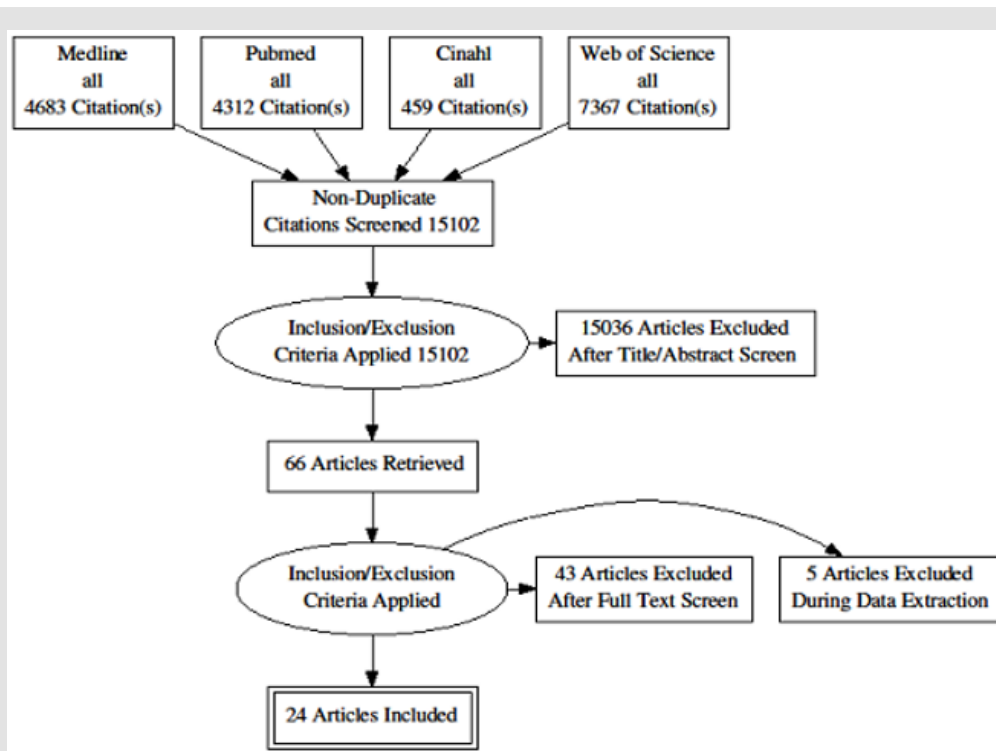 Medline
all
4683 Citation(s)
Pubmed
all
4312 Citation(s)
Cinahl
all
459 Citation(s)
Web of Science
all
7367 Citation(s)
Non-Duplicate
Citations Screened 15102
Inclusion/Exclusion
Criteria Applied 15102
15036 Articles Excluded
After Title/Abstract Screen
66 Articles Retrieved
Inclusion/Exclusion
Criteria Applied
43 Articles Excluded
After Full Text Screen
5 Articles Excluded
During Data Extraction
24 Articles Included